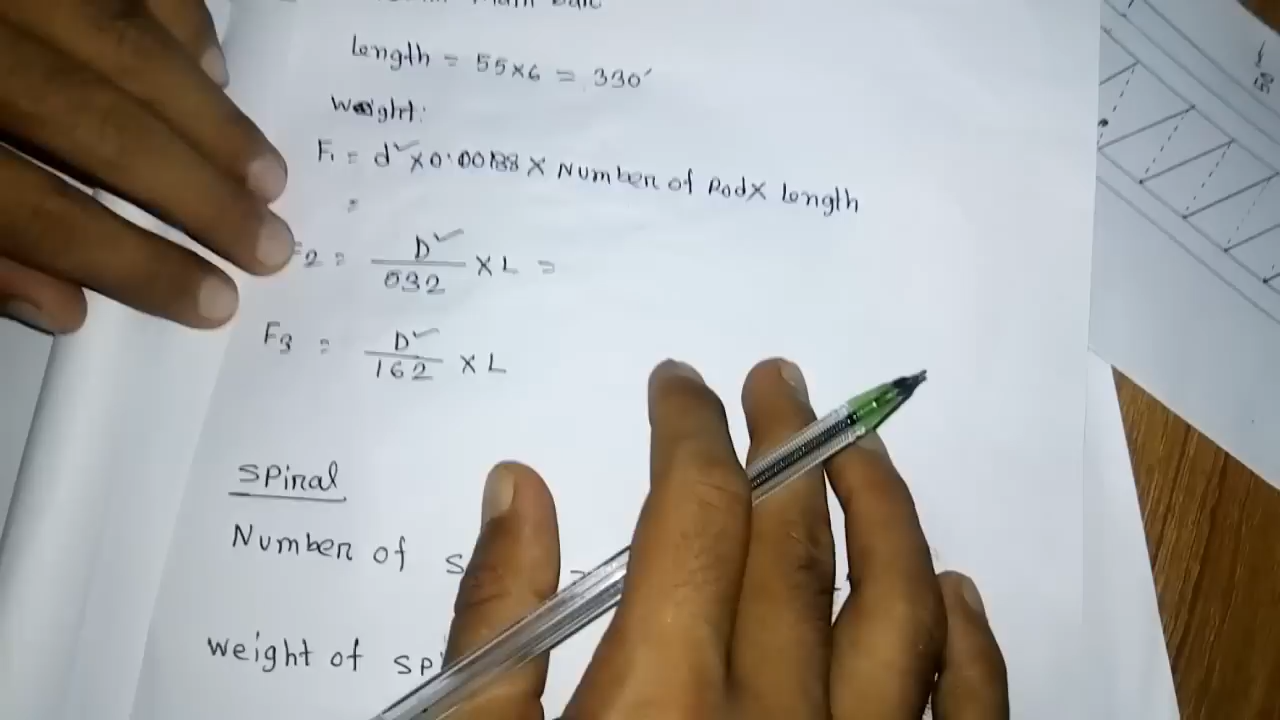 Length = 55×6 = 330'
Weight:
F1 = d² × 0.00188 × Number of Rod × Length
=
F2 = D²/532 × L =
F3 = D²/162 × L
SPiral
Number of
Weight of
50